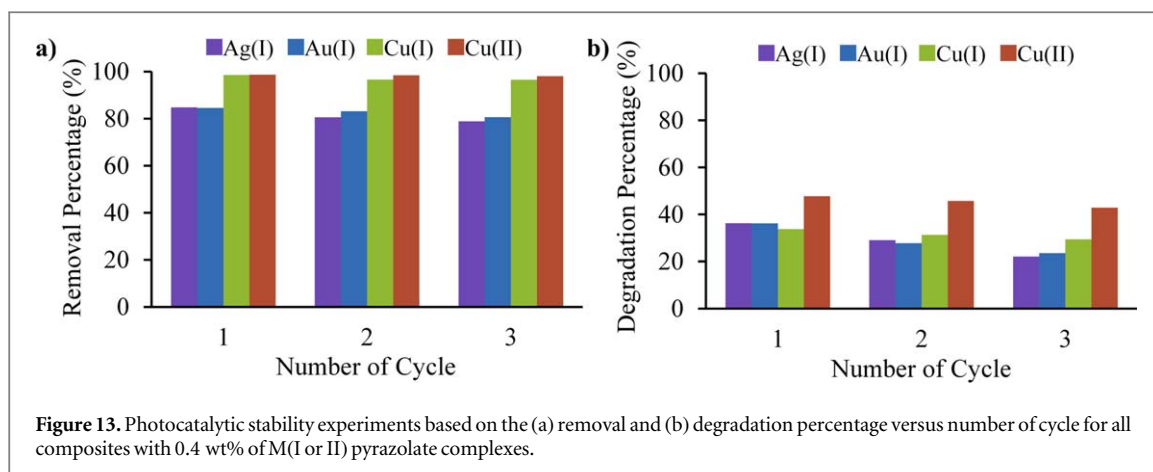 a)
Ag(I) Au(I) Cu(I) Cu(II)
Removal Percentage (%)
100
80
60
40
20
0
1 2 3
Number of Cycle
b)
Ag(I) Au(I) Cu(I) Cu(II)
Degradation Percentage (%)
100
80
60
40
20
0
1 2 3
Number of Cycle
Figure 13. Photocatalytic stability experiments based on the (a) removal and (b) degradation percentage versus number of cycle for all
composites with 0.4 wt% of M(I or II) pyrazolate complexes.